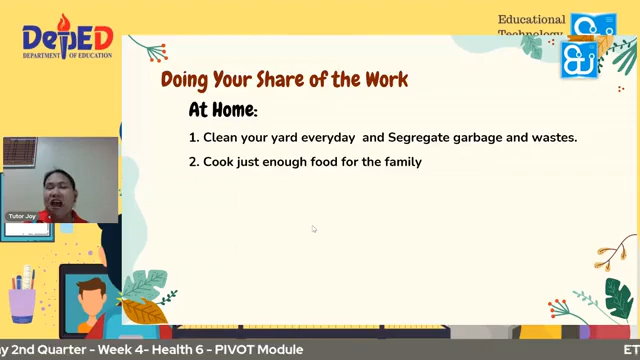 DepED
DEPARTMENT OF EDUCATION
Educational
Technology
Doing Your Share of the Work
At Home:
1. Clean your yard everyday and Segregate garbage and wastes.
2. Cook just enough food for the family
Tutor Joy
ay 2nd Quarter - Week 4- Health 6 - PIVOT Module
ET